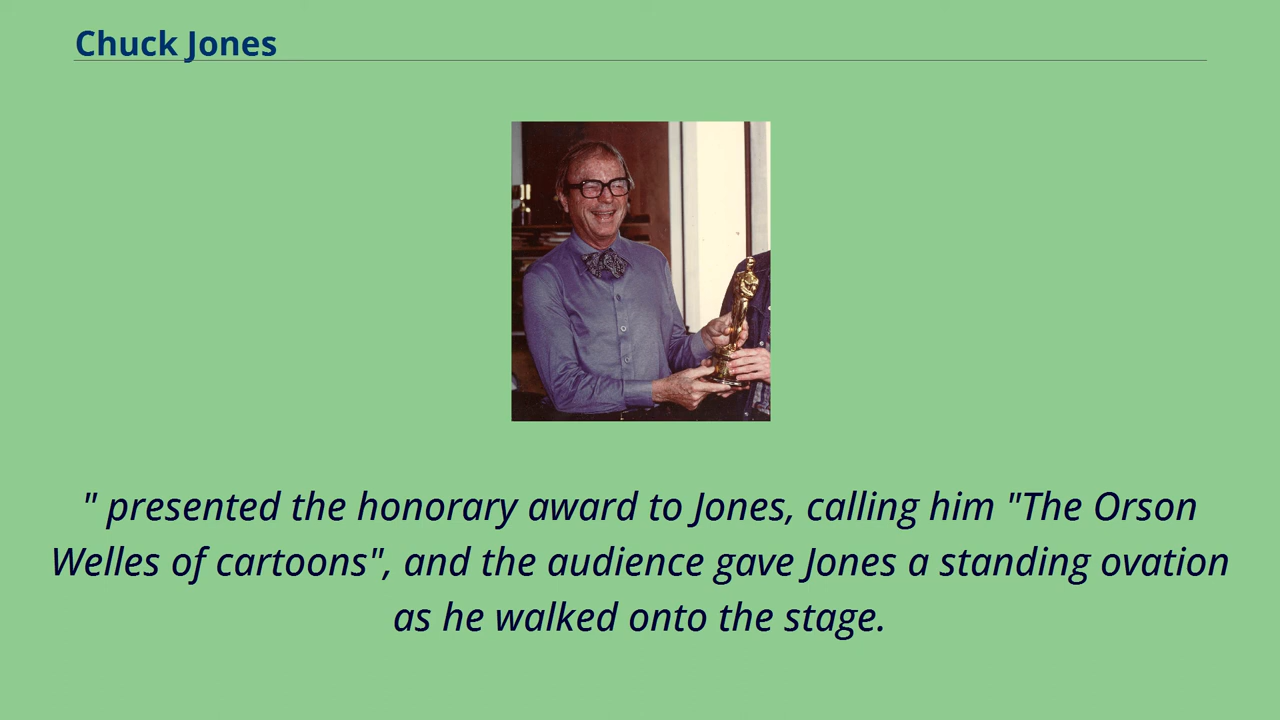 Chuck Jones
" presented the honorary award to Jones, calling him "The Orson
Welles of cartoons", and the audience gave Jones a standing ovation
as he walked onto the stage.